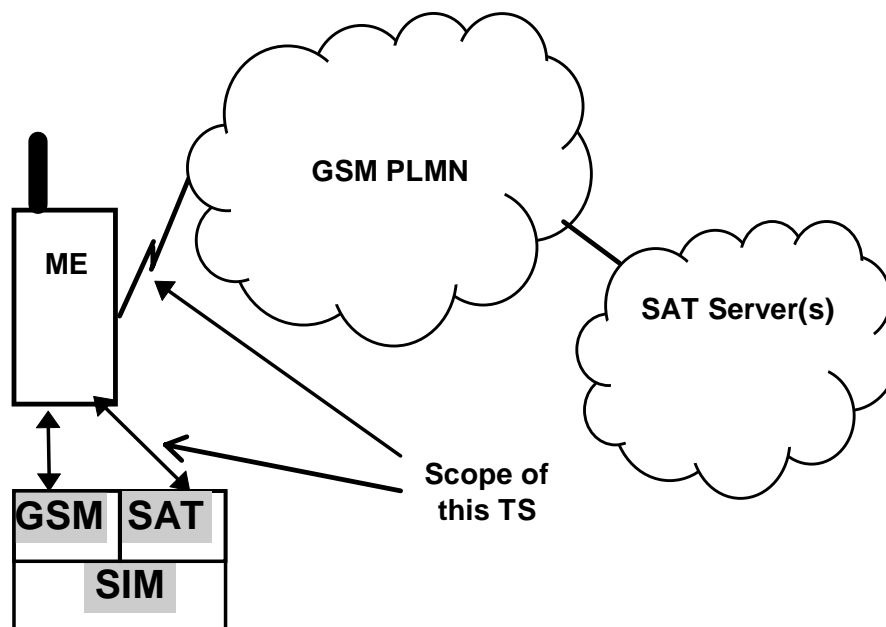 GSM PLMN
ME
SAT Server(s)
Scope of
this TS
GSM SAT
SIM